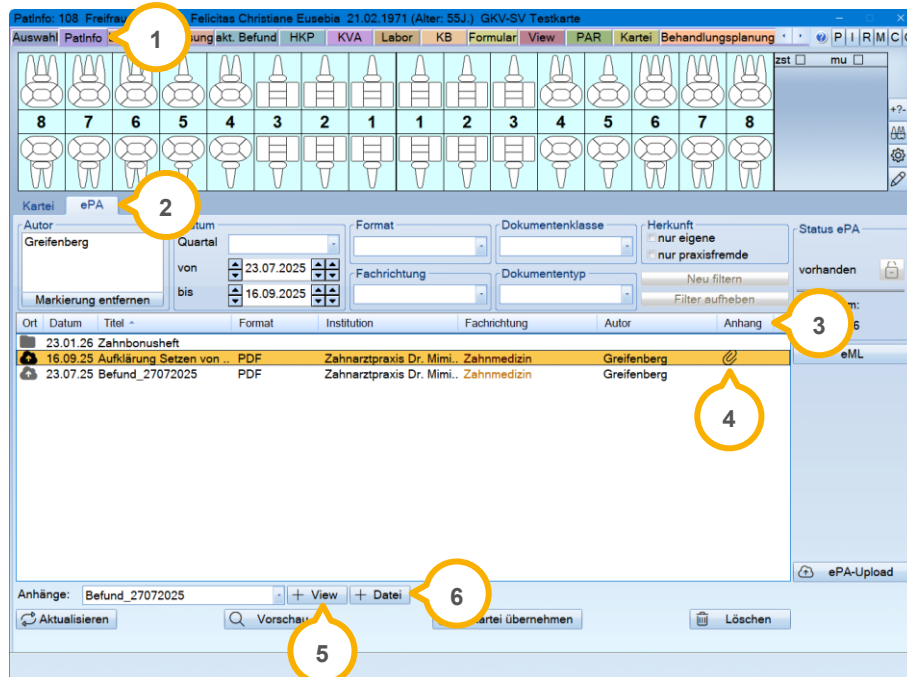 PatInfo: 108 Freifrau Felicitas Christiane Eusebia 21.02.1971 (Alter: 55J.) GKV-SV Testkarte
Auswahl PatInfo 1 sung akt. Befund HKP KVA Labor KB Formular View PAR Kartei Behandlungsplanung P I R M C
zst mu
8 7 6 5 4 3 2 1 1 2 3 4 5 6 7 8
+?-
Kartei ePA 2
Autor Datum Format Dokumentenklasse Herkunft Status ePA
Greifenberg Quartal nur eigene
nur praxisfremde
von 23.07.2025 Fachrichtung Dokumententyp Neu filtern vorhanden
Markierung entfernen bis 16.09.2025 Filter aufheben
3
Ort Datum Titel Format Institution Fachrichtung Autor Anhang
23.01.26 Zahnbonusheft
16.09.25 Aufklärung Setzen von .. PDF Zahnarztpraxis Dr. Mimi.. Zahnmedizin Greifenberg eML
23.07.25 Befund_27072025 PDF Zahnarztpraxis Dr. Mimi.. Zahnmedizin Greifenberg
4
ePA-Upload
Anhänge: Befund_27072025 + View + Datei 6
Aktualisieren Vorschau 5 übernehmen Löschen